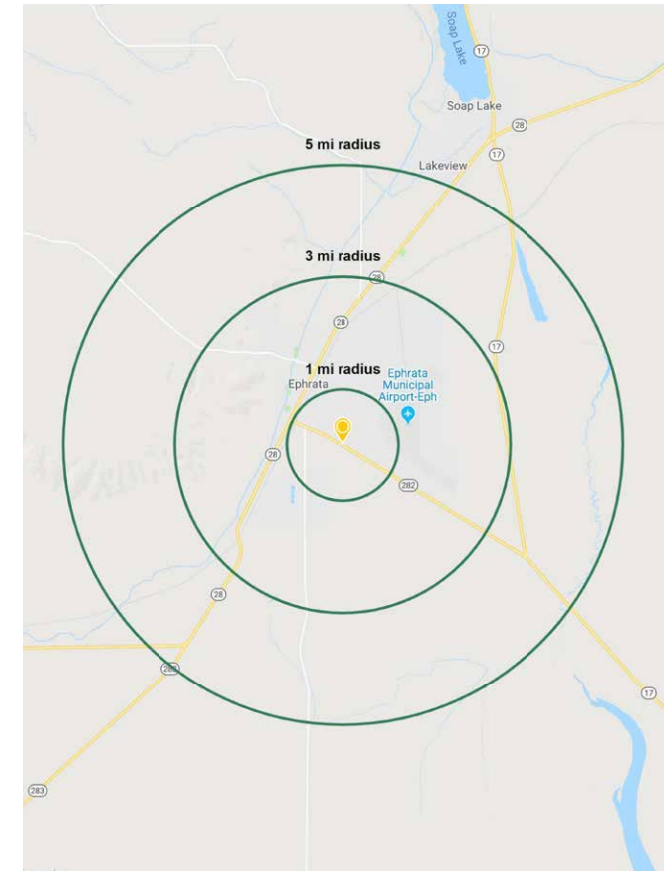 Soap Lake
17
Soap Lake
28
17
5 mi radius
Lakeview
3 mi radius
28
28
17
1 mi radius
Ephrata
Ephrata
Municipal
Airport-Eph
28
282
28
17
283